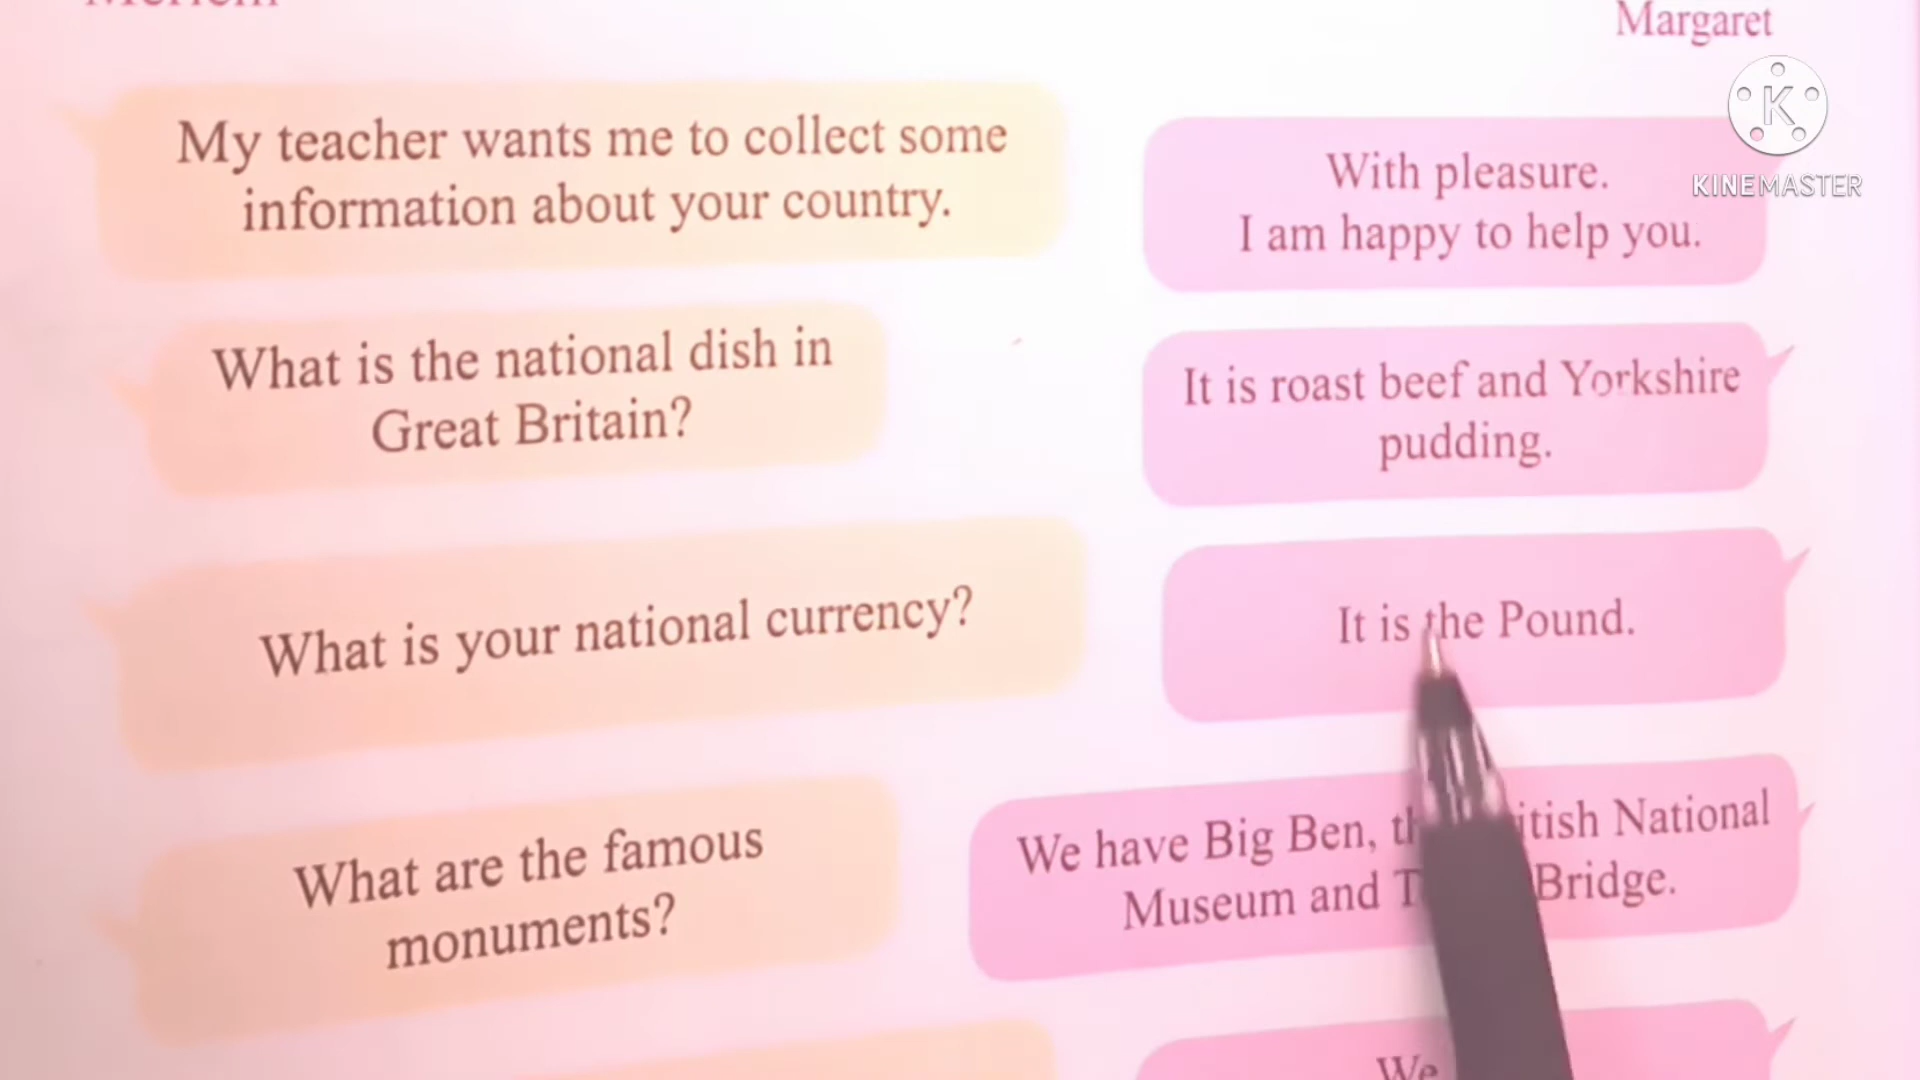 Margaret
My teacher wants me to collect some
information about your country.
With pleasure.
I am happy to help you.
KINEMASTER
What is the national dish in
Great Britain?
It is roast beef and Yorkshire
pudding.
What is your national currency?
It is the Pound.
What are the famous
monuments?
We have Big Ben, itish National
Museum and Bridge.
We